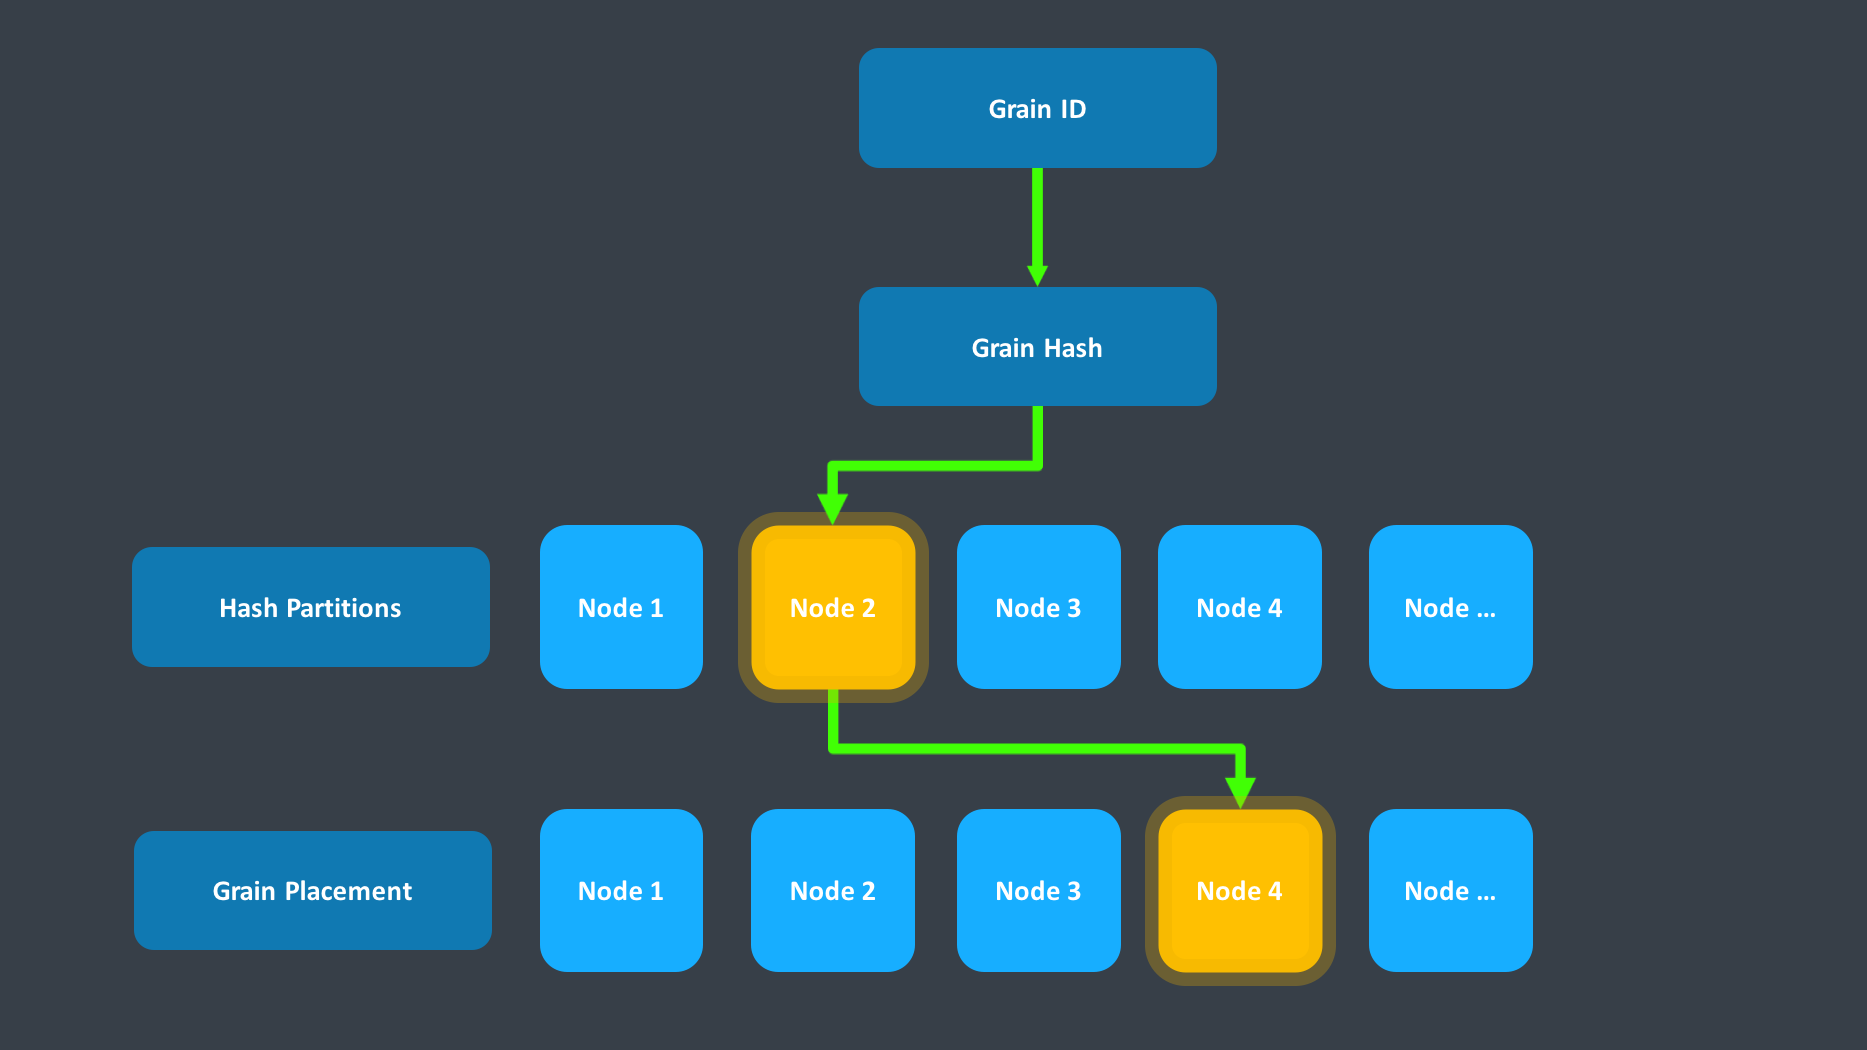 Grain ID
Grain Hash
Hash Partitions
Node 1
Node 2
Node 3
Node 4
Node ...
Grain Placement
Node 1
Node 2
Node 3
Node 4
Node ...